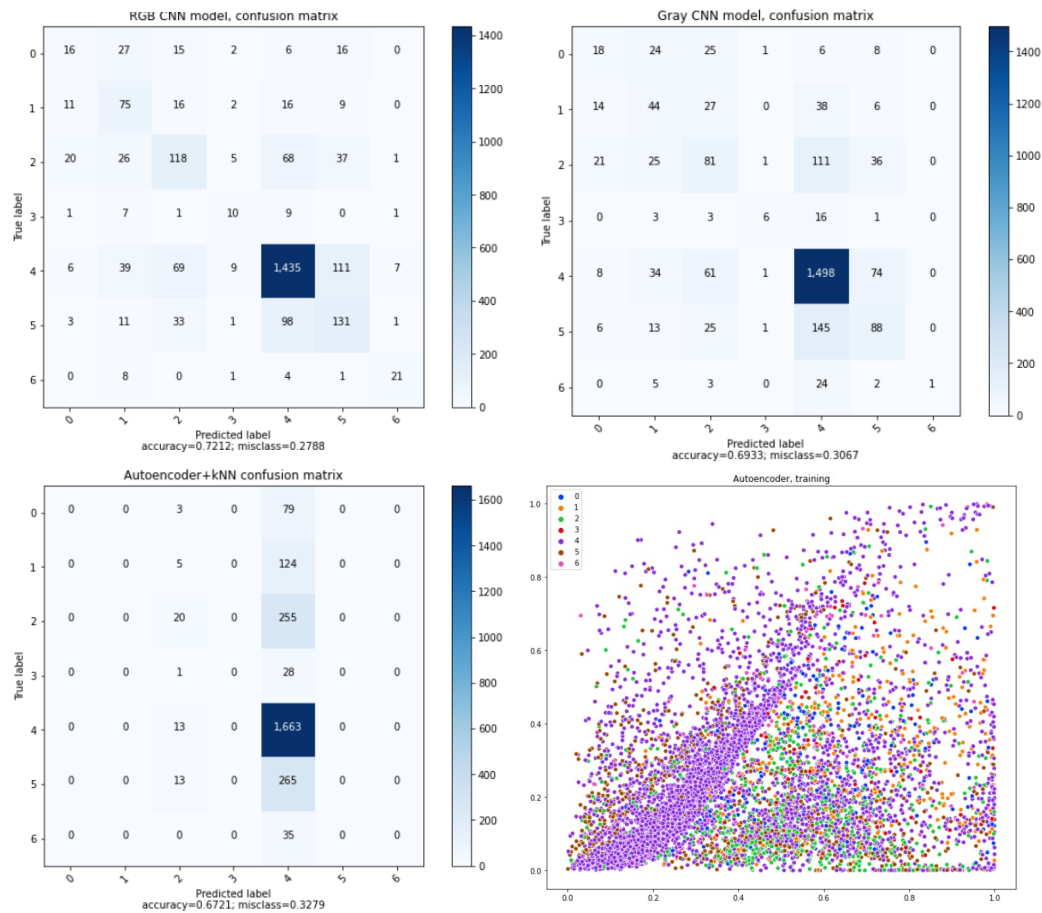 RGB CNN model, confusion matrix
0 16 27 15 2 6 16 0
1 11 75 16 2 16 9 0
2 20 26 118 5 68 37 1
3 1 7 1 10 9 0 1
4 6 39 69 9 1,435 111 7
5 3 11 33 1 98 131 1
6 0 8 0 1 4 1 21
0 1 2 3 4 5 6
True label
Predicted label
accuracy=0.7212; misclass=0.2788
1400
1200
1000
800
600
400
200
0
Gray CNN model, confusion matrix
0 18 24 25 1 6 8 0
1 14 44 27 0 38 6 0
2 21 25 81 1 111 36 0
3 0 3 3 6 16 1 0
4 8 34 61 1 1,498 74 0
5 6 13 25 1 145 88 0
6 0 5 3 0 24 2 1
0 1 2 3 4 5 6
True label
Predicted label
accuracy=0.6933; misclass=0.3067
1400
1200
1000
800
600
400
200
0
Autoencoder+kNN confusion matrix
0 0 0 3 0 79 0 0
1 0 0 5 0 124 0 0
2 0 0 20 0 255 0 0
3 0 0 1 0 28 0 0
4 0 0 13 0 1,663 0 0
5 0 0 13 0 265 0 0
6 0 0 0 0 35 0 0
0 1 2 3 4 5 6
True label
Predicted label
accuracy=0.6721; misclass=0.3279
1600
1400
1200
1000
800
600
400
200
0
Autoencoder, training
0
1
2
3
4
5
6
1.0
0.8
0.6
0.4
0.2
0.0
0.0 0.2 0.4 0.6 0.8 1.0